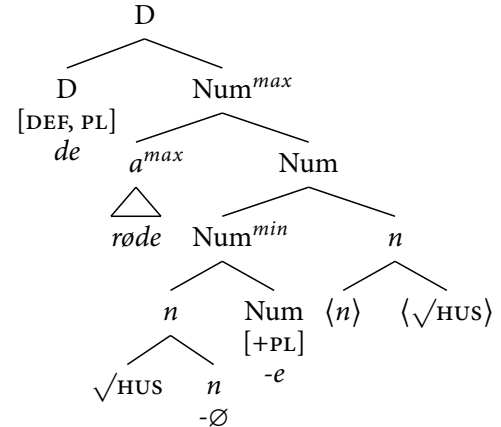 D
D Num^max
[DEF, PL]
de
a^max Num
røde Num^min n
n Num ⟨n⟩ ⟨√HUS⟩
[+PL]
-e
√HUS n
-∅